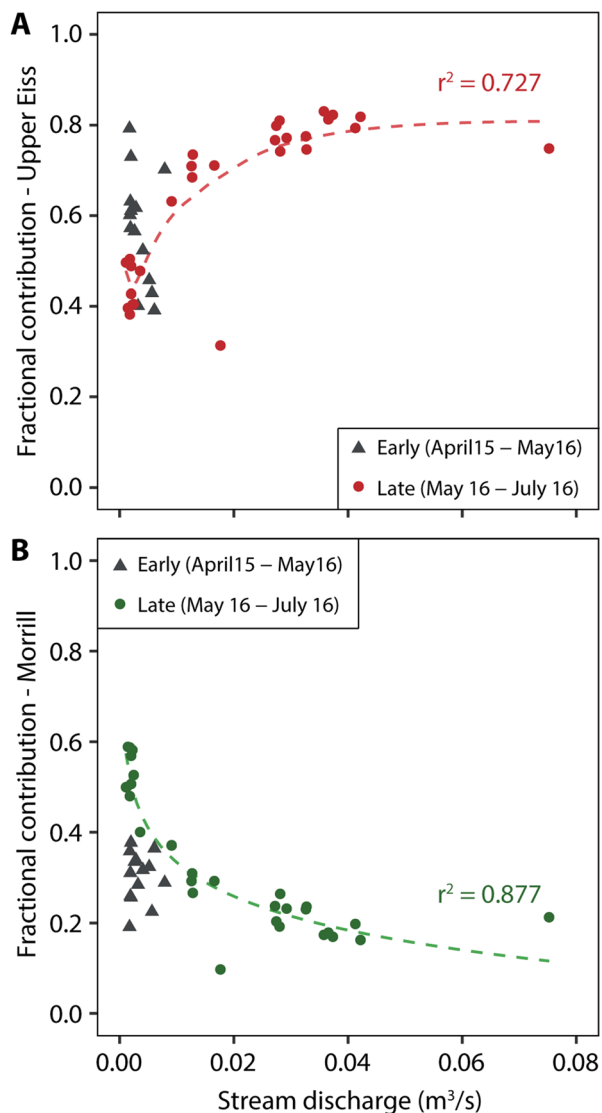 A
1.0
0.8
0.6
0.4
0.2
0.0
Fractional contribution - Upper Eiss
r² = 0.727
Early (April15 – May16)
Late (May 16 – July 16)
B
1.0
0.8
0.6
0.4
0.2
0.0
Fractional contribution - Morrill
Early (April15 – May16)
Late (May 16 – July 16)
r² = 0.877
0.00 0.02 0.04 0.06 0.08
Stream discharge (m³/s)